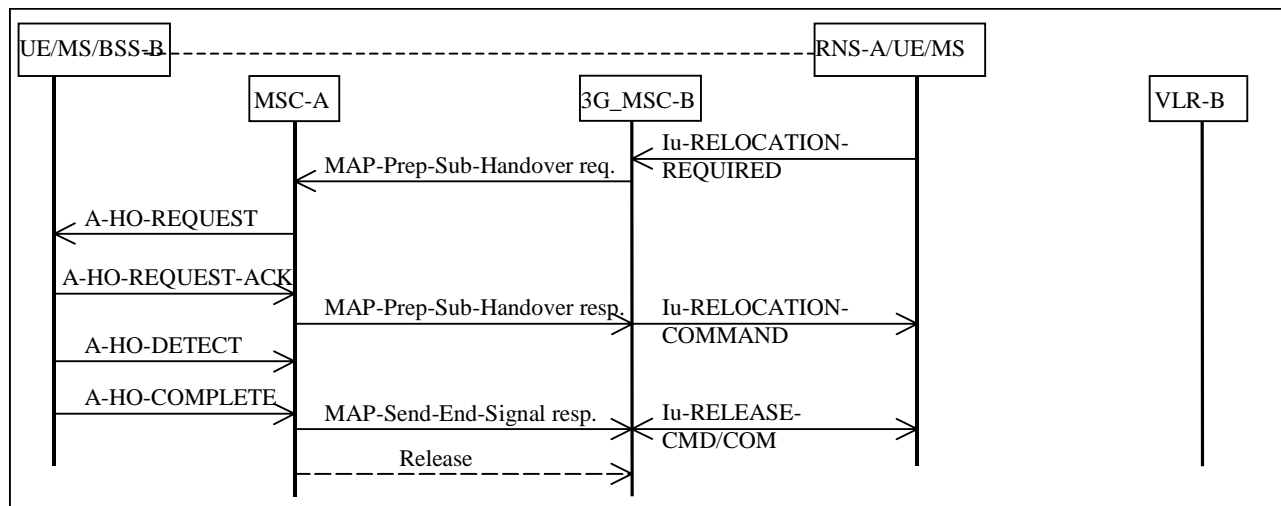 UE/MS/BSS-B
RNS-A/UE/MS
MSC-A
3G_MSC-B
VLR-B
Iu-RELOCATION-
REQUIRED
MAP-Prep-Sub-Handover req.
A-HO-REQUEST
A-HO-REQUEST-ACK
MAP-Prep-Sub-Handover resp.
Iu-RELOCATION-
COMMAND
A-HO-DETECT
A-HO-COMPLETE
MAP-Send-End-Signal resp.
Iu-RELEASE-
CMD/COM
Release